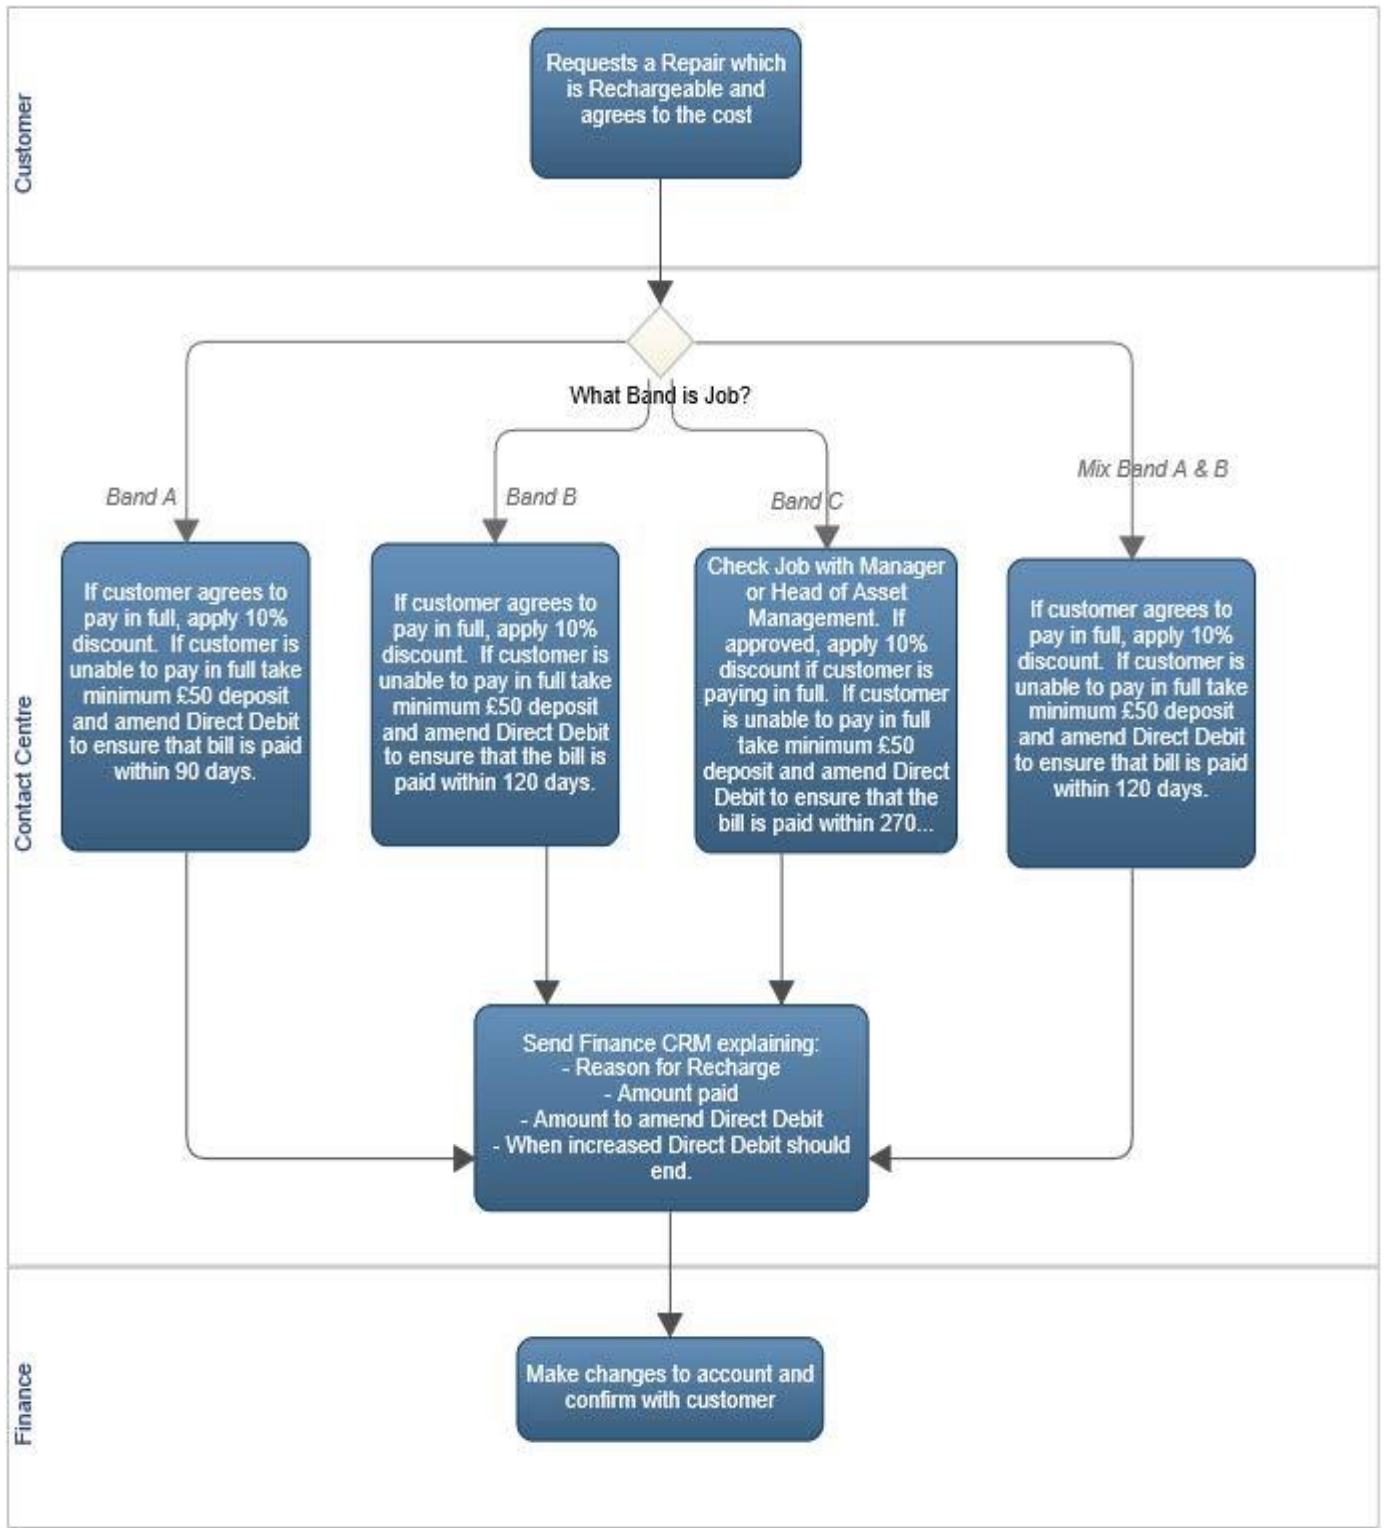 Customer
Requests a Repair which
is Rechargeable and
agrees to the cost
Contact Centre
What Band is Job?
Band A
If customer agrees to
pay in full, apply 10%
discount.  If customer is
unable to pay in full take
minimum £50 deposit
and amend Direct Debit
to ensure that bill is paid
within 90 days.
Band B
If customer agrees to
pay in full, apply 10%
discount.  If customer is
unable to pay in full take
minimum £50 deposit
and amend Direct Debit
to ensure that the bill is
paid within 120 days.
Band C
Check Job with Manager
or Head of Asset
Management.  If
approved, apply 10%
discount if customer is
paying in full.  If customer
is unable to pay in full
take minimum £50
deposit and amend Direct
Debit to ensure that the
bill is paid within 270...
Mix Band A & B
If customer agrees to
pay in full, apply 10%
discount.  If customer is
unable to pay in full take
minimum £50 deposit
and amend Direct Debit
to ensure that bill is paid
within 120 days.
Send Finance CRM explaining:
- Reason for Recharge
- Amount paid
- Amount to amend Direct Debit
- When increased Direct Debit should
end.
Finance
Make changes to account and
confirm with customer